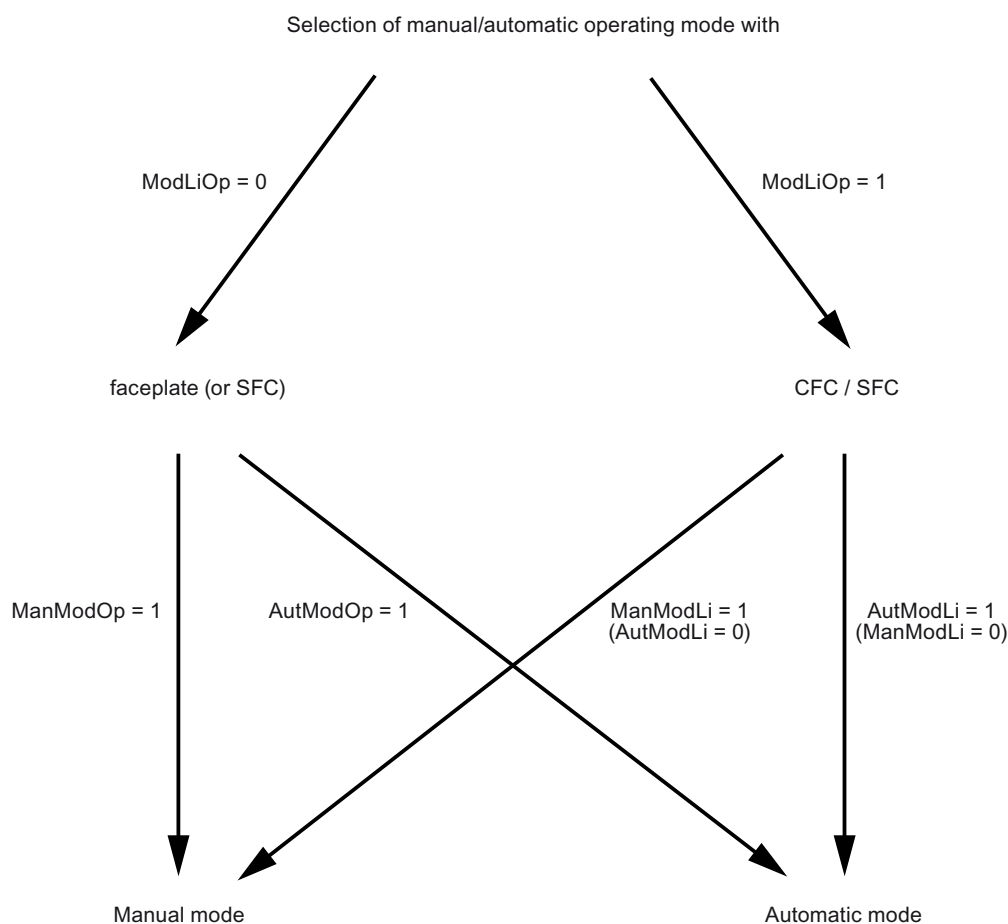 Selection of manual/automatic operating mode with
ModLiOp = 0
ModLiOp = 1
faceplate (or SFC)
CFC / SFC
ManModOp = 1
AutModOp = 1
ManModLi = 1
(AutModLi = 0)
AutModLi = 1
(ManModLi = 0)
Manual mode
Automatic mode